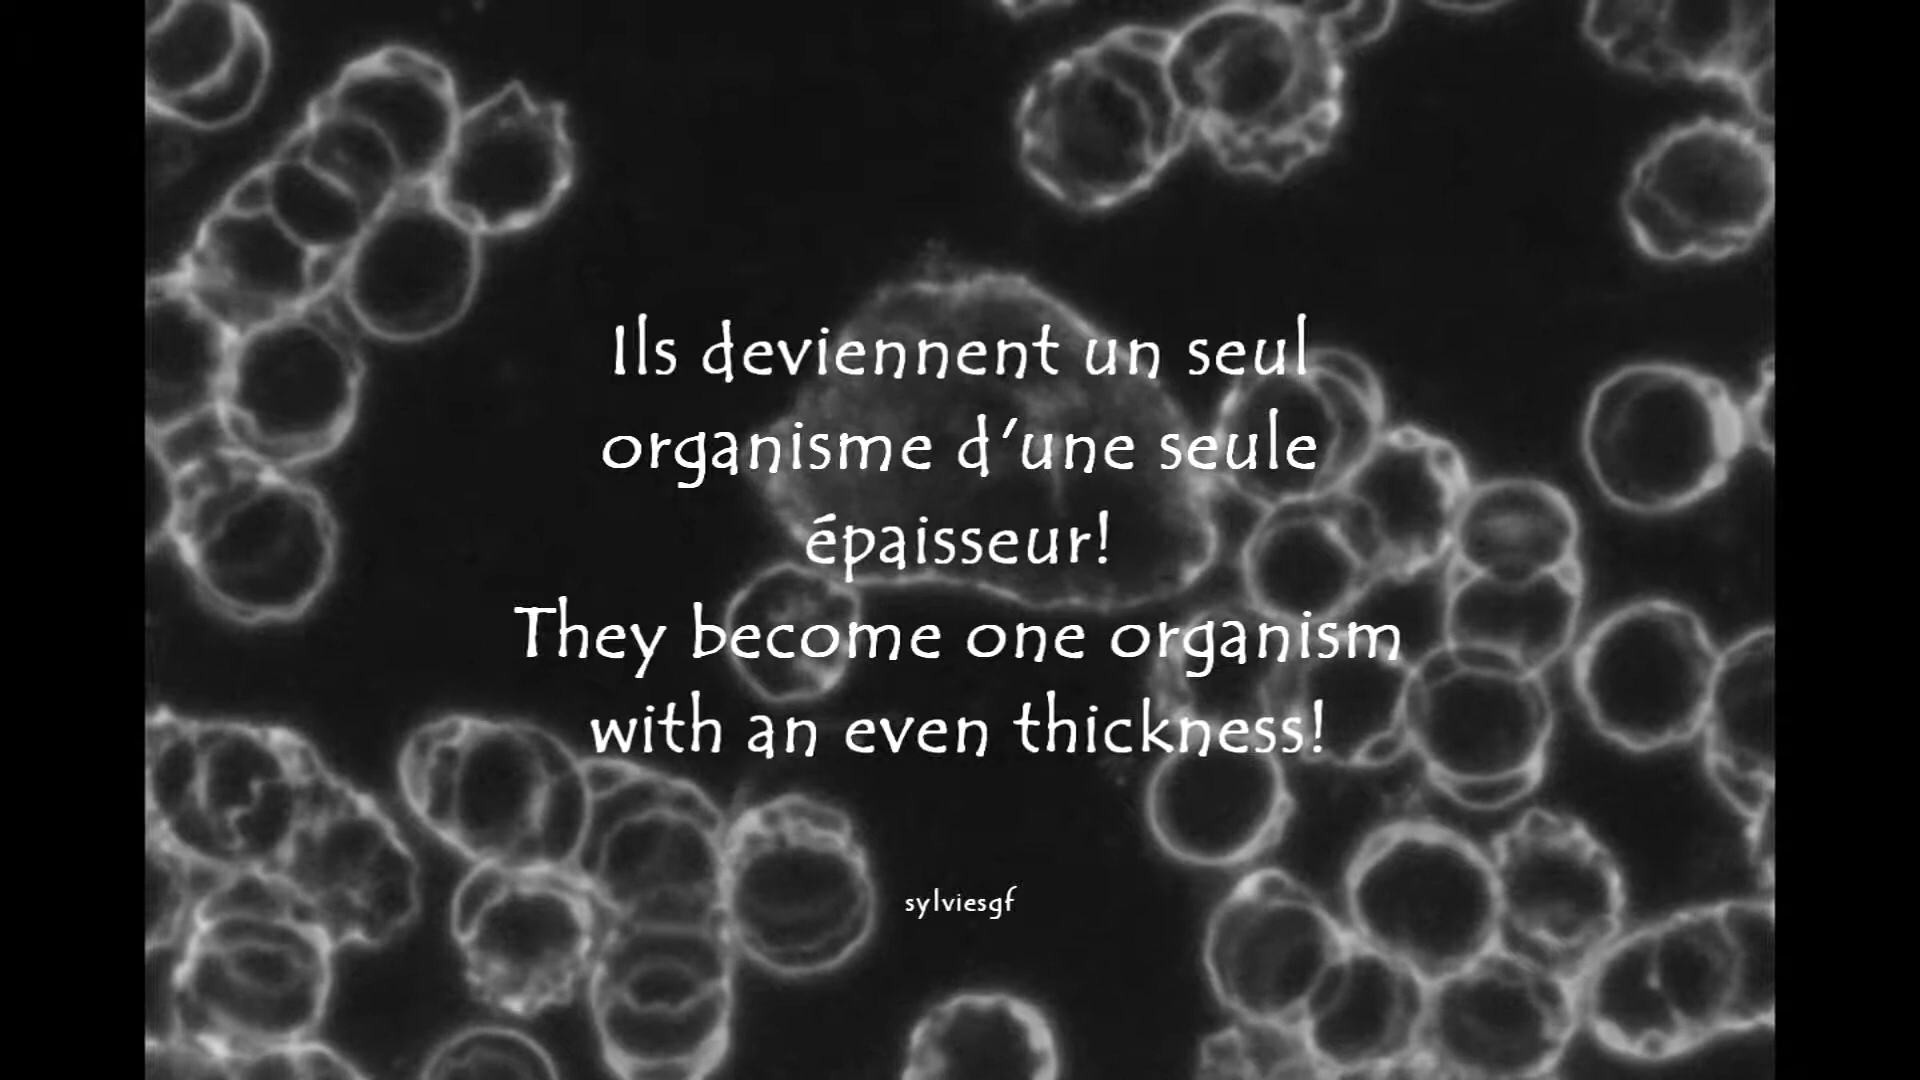 Ils deviennent un seul
organisme d'une seule
épaisseur!
They become one organism
with an even thickness!
sylviesgf